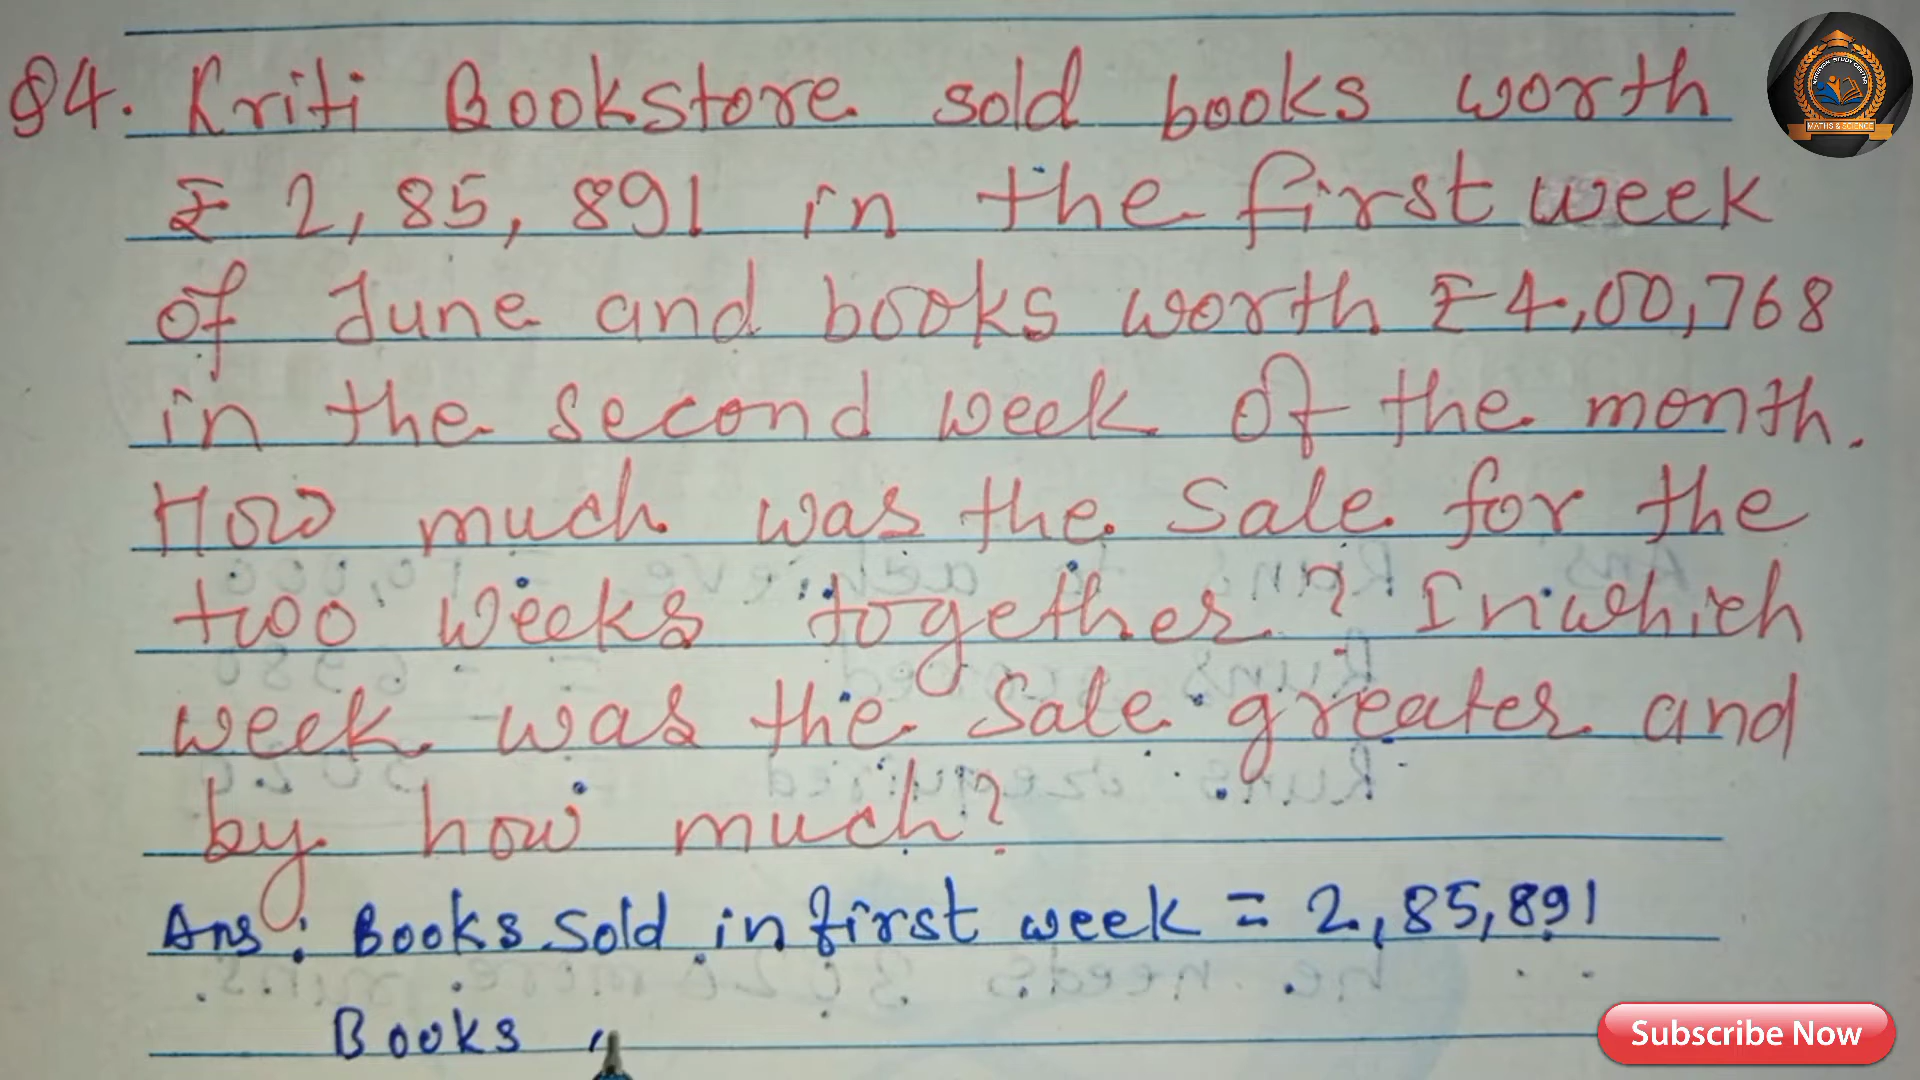 Q4. Kriti Bookstore sold books worth
₹ 2,85,891 in the first week
of June and books worth ₹4,00,768
in the second week of the month.
How much was the Sale for the
two weeks together? In which
week was the Sale greater and
by how much?
Ans: Books sold in first week = 2,85,891
Books
MATHS & SCIENCE
Subscribe Now